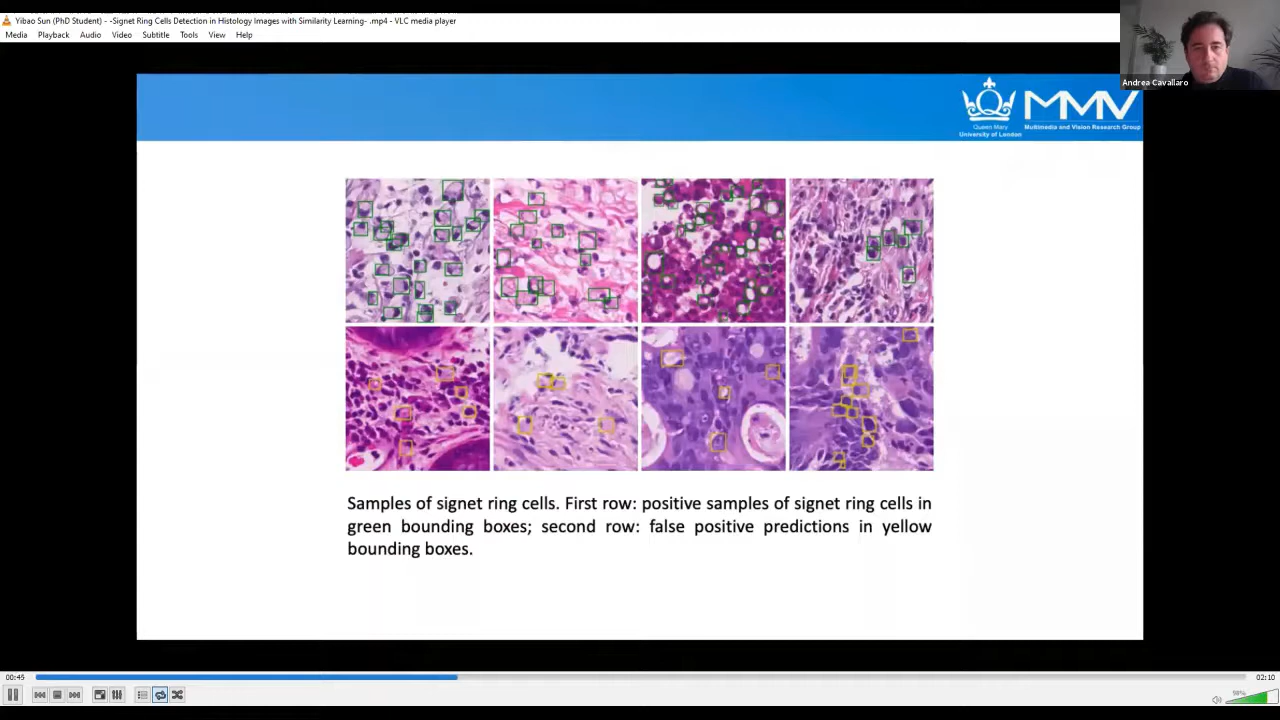 Yibao Sun (PhD Student) - -Signet Ring Cells Detection in Histology Images with Similarity Learning- .mp4 - VLC media player
Media Playback Audio Video Subtitle Tools View Help
Andrea Cavallaro
MMV
Queen Mary
University of London
Multimedia and Vision Research Group
Samples of signet ring cells. First row: positive samples of signet ring cells in
green bounding boxes; second row: false positive predictions in yellow
bounding boxes.
00:45
02:10
98%